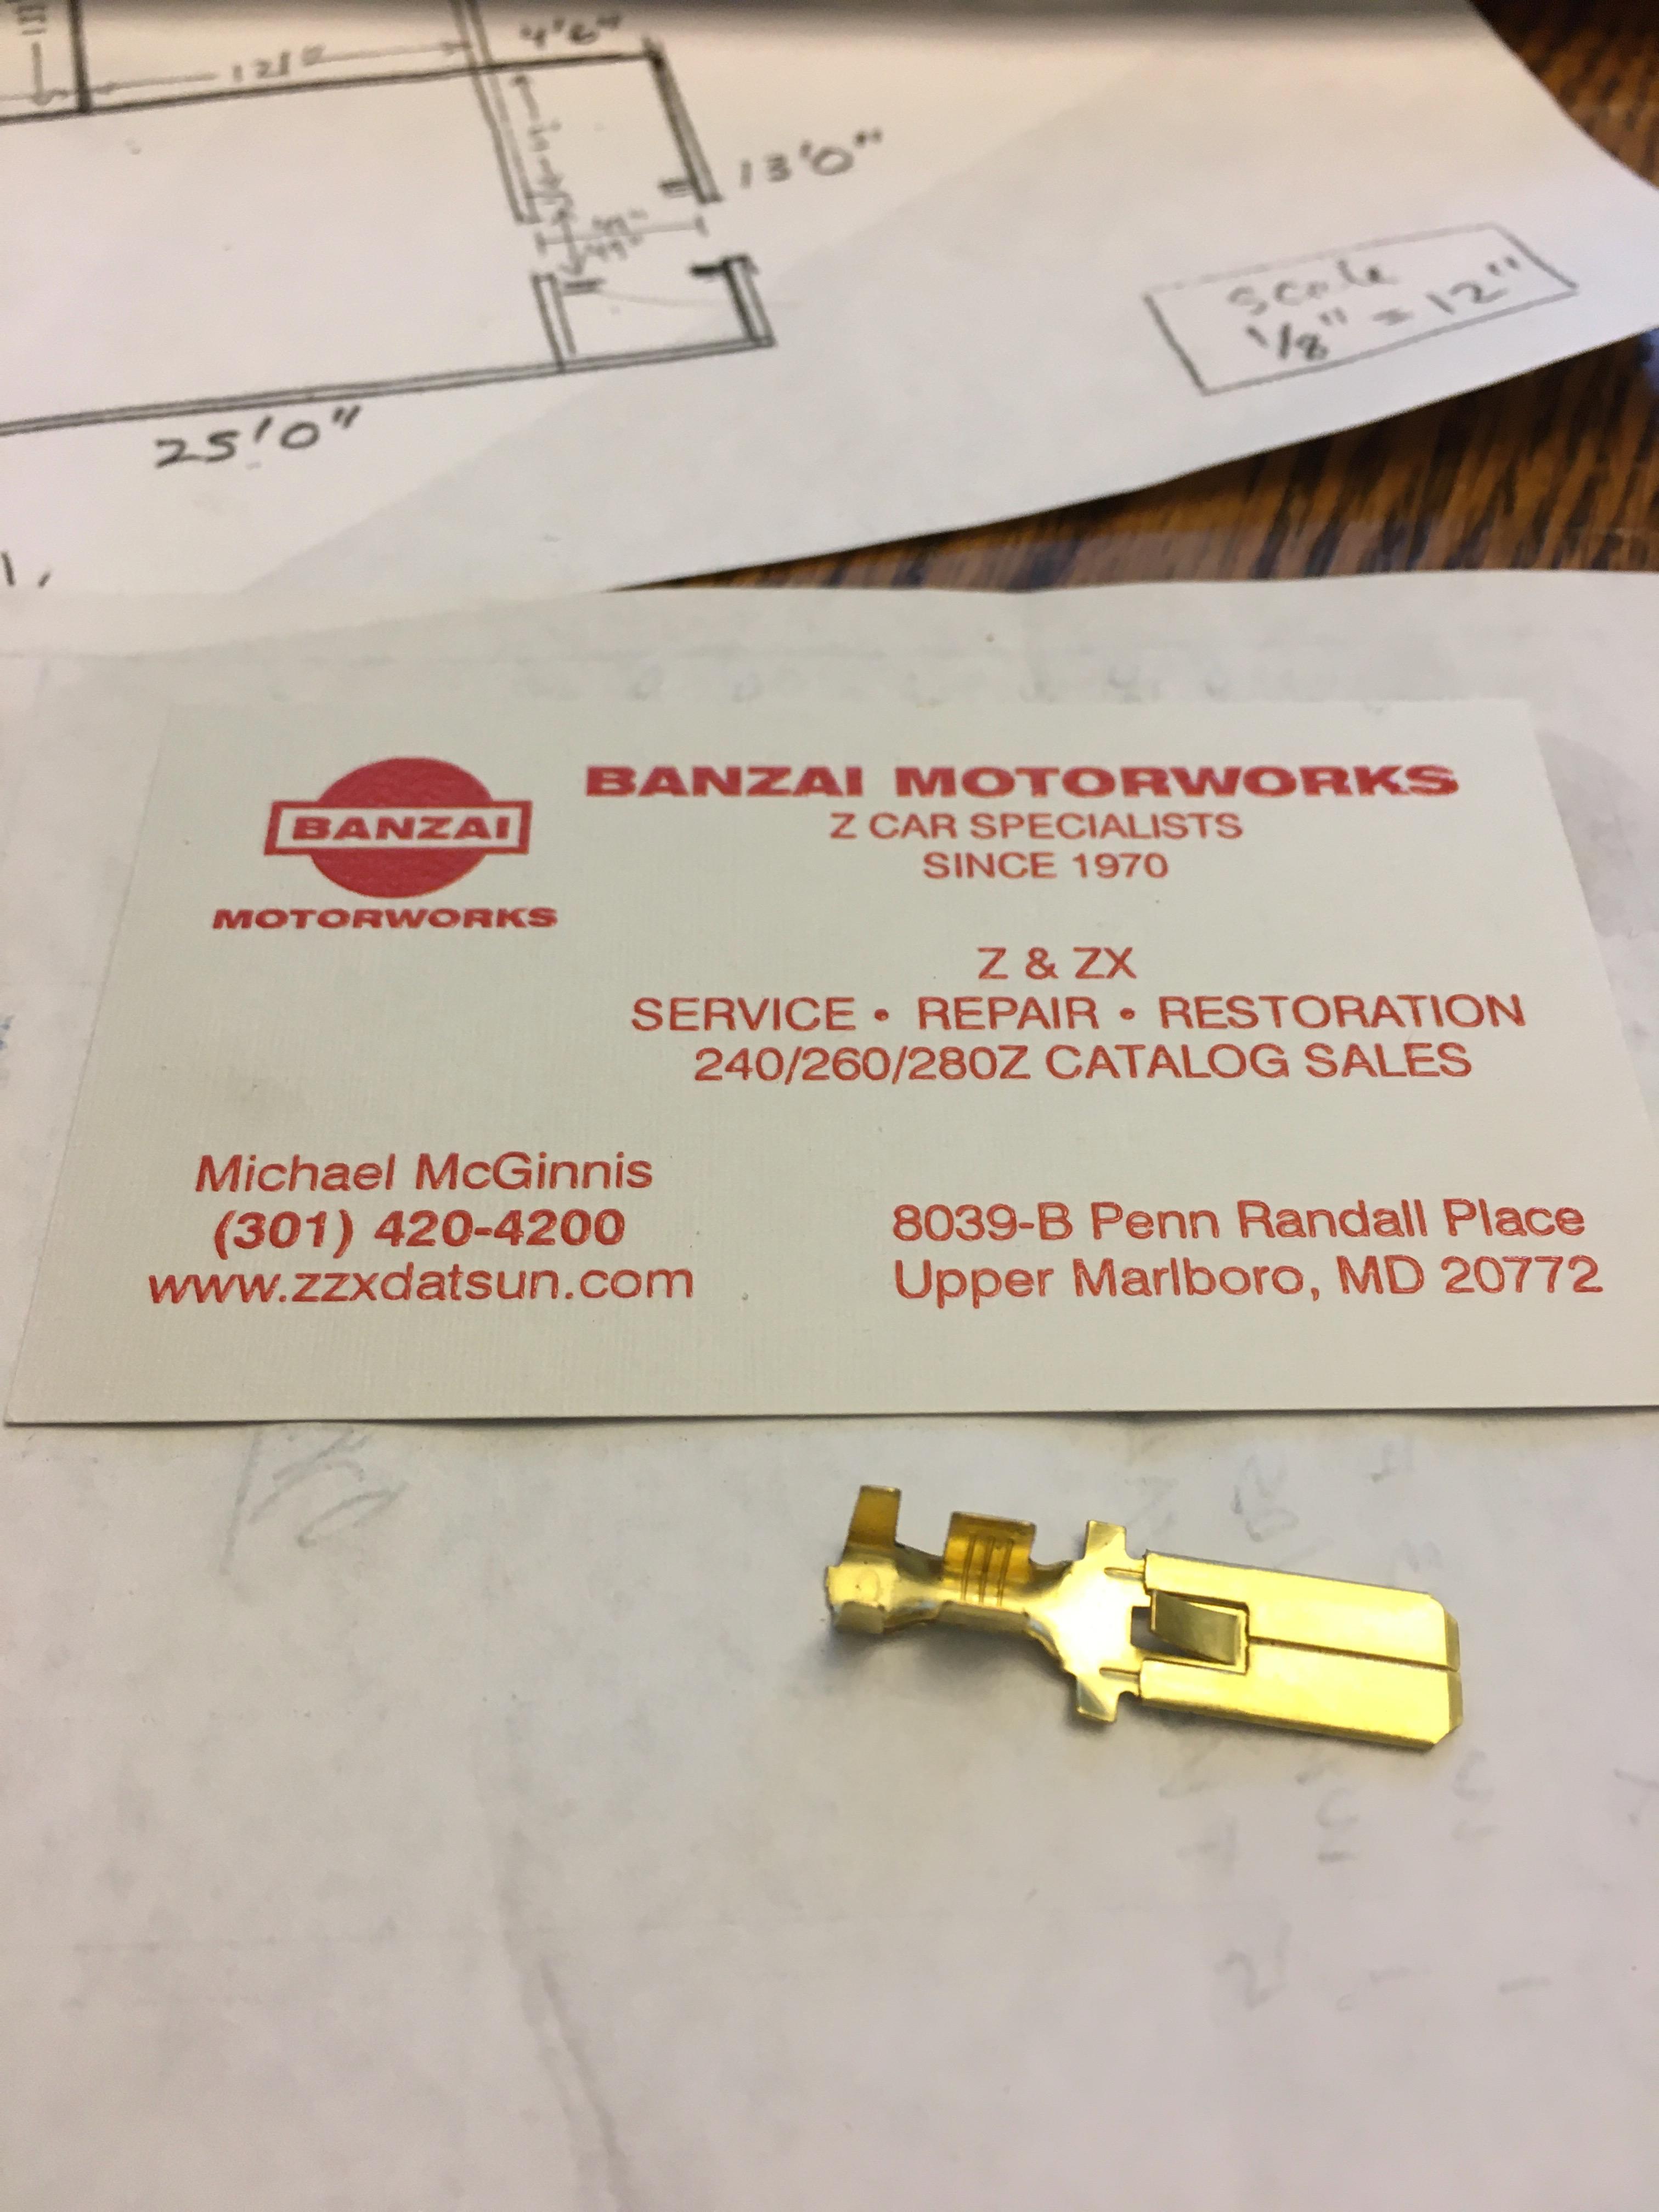 4'6"
13'0"
scale
1/8" = 12"
25'0"
BANZAI
MOTORWORKS
BANZAI MOTORWORKS
Z CAR SPECIALISTS
SINCE 1970
Z & ZX
SERVICE • REPAIR • RESTORATION
240/260/280Z CATALOG SALES
Michael McGinnis
(301) 420-4200
www.zzxdatsun.com
8039-B Penn Randall Place
Upper Marlboro, MD 20772